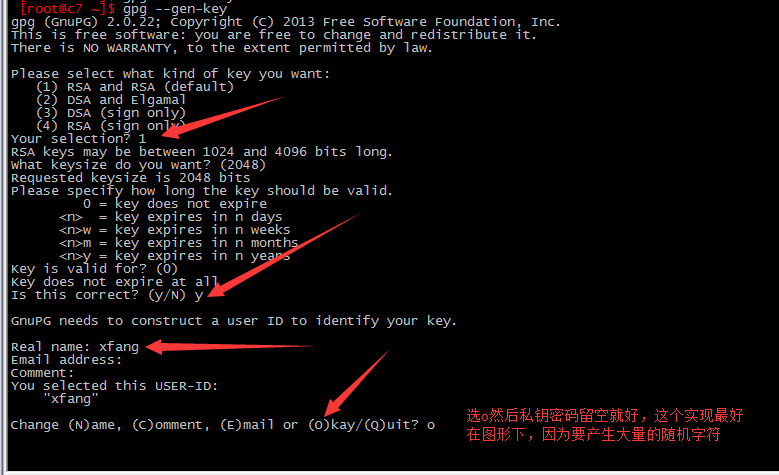 [root@c7 ~]$ gpg --gen-key
gpg (GnuPG) 2.0.22; Copyright (C) 2013 Free Software Foundation, Inc.
This is free software: you are free to change and redistribute it.
There is NO WARRANTY, to the extent permitted by law.
Please select what kind of key you want:
(1) RSA and RSA (default)
(2) DSA and Elgamal
(3) DSA (sign only)
(4) RSA (sign only)
Your selection? 1
RSA keys may be between 1024 and 4096 bits long.
What keysize do you want? (2048)
Requested keysize is 2048 bits
Please specify how long the key should be valid.
0 = key does not expire
<n>  = key expires in n days
<n>w = key expires in n weeks
<n>m = key expires in n months
<n>y = key expires in n years
Key is valid for? (0)
Key does not expire at all
Is this correct? (y/N) y
GnuPG needs to construct a user ID to identify your key.
Real name: xfang
Email address:
Comment:
You selected this USER-ID:
"xfang"
Change (N)ame, (C)omment, (E)mail or (O)kay/(Q)uit? o
选o然后私钥密码留空就好，这个实现最好
在图形下，因为要产生大量的随机字符